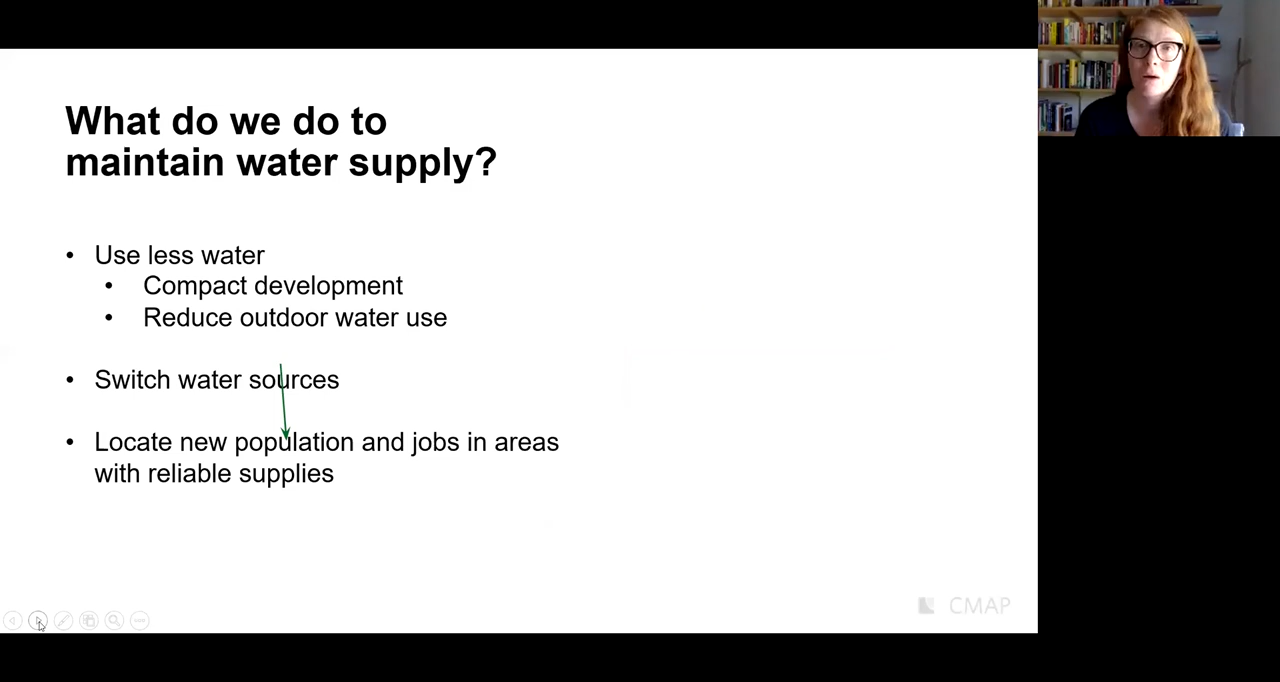 What do we do to
maintain water supply?
• Use less water
• Compact development
• Reduce outdoor water use
• Switch water sources
• Locate new population and jobs in areas
with reliable supplies
CMAP